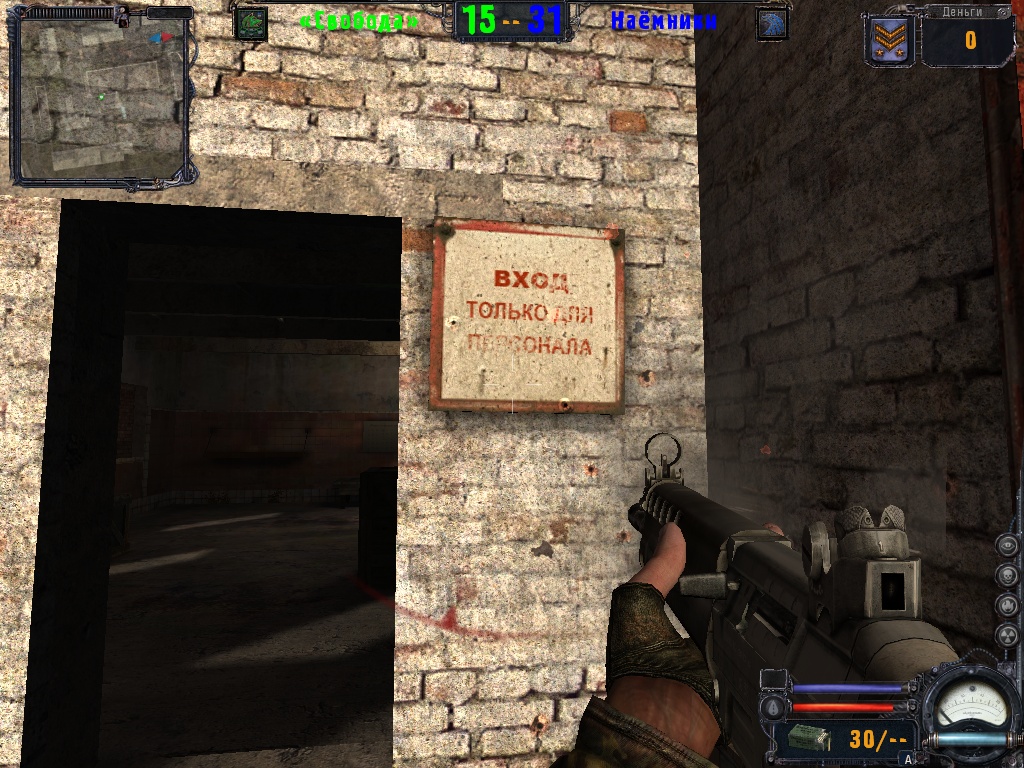 «Свобода» 15 -- 31 Наёмники
Деньги
0
ВХОД
ТОЛЬКО ДЛЯ
ПЕРСОНАЛА
30/--
A